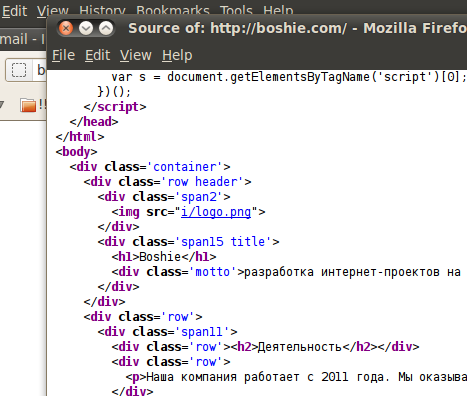 Edit View History Bookmarks Tools Help
mail - I
Source of: http://boshie.com/ - Mozilla Firefo
File Edit View Help
b
!!
var s = document.getElementsByTagName('script')[0];
})();
</script>
</head>
</html>
<body>
<div class='container'>
<div class='row header'>
<div class='span2'>
<img src="i/logo.png">
</div>
<div class='span15 title'>
<h1>Boshie</h1>
<div class='motto'>разработка интернет-проектов на
</div>
</div>
<div class='row'>
<div class='span11'>
<div class='row'><h2>Деятельность</h2></div>
<div class='row'>
<p>Наша компания работает с 2011 года. Мы оказыва
</div>